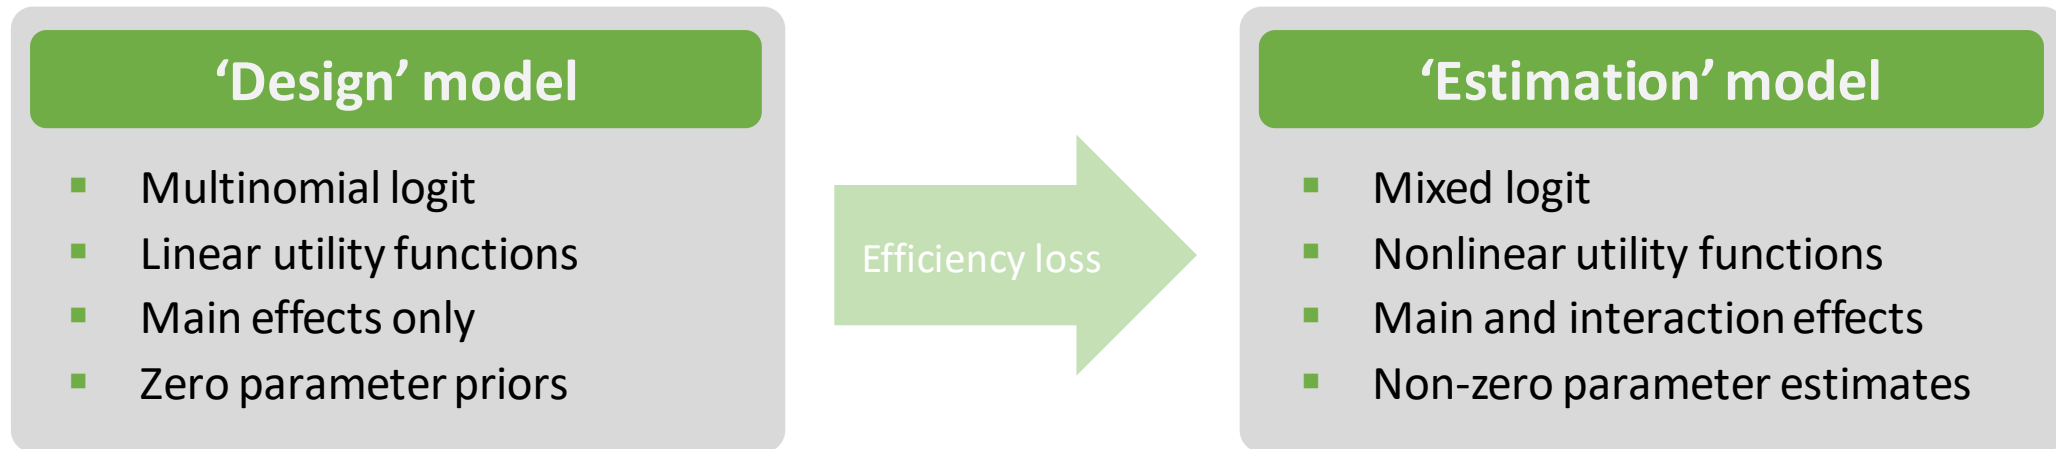 ‘Design’ model
▪ Multinomial logit
▪ Linear utility functions
▪ Main effects only
▪ Zero parameter priors
Efficiency loss
‘Estimation’ model
▪ Mixed logit
▪ Nonlinear utility functions
▪ Main and interaction effects
▪ Non-zero parameter estimates